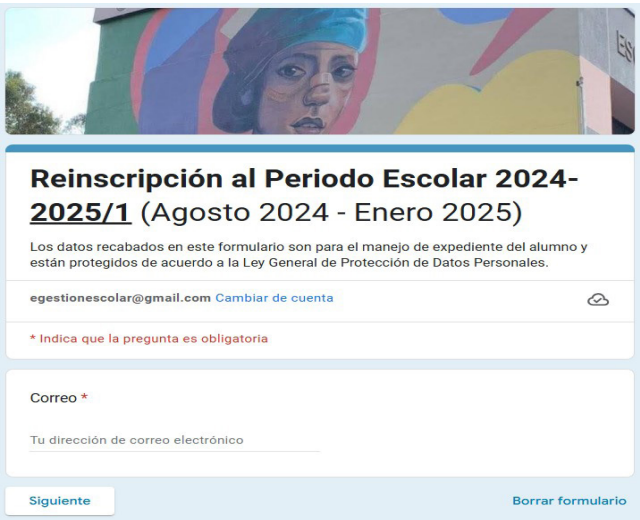 ES
Reinscripción al Periodo Escolar 2024-
2025/1 (Agosto 2024 - Enero 2025)
Los datos recabados en este formulario son para el manejo de expediente del alumno y
están protegidos de acuerdo a la Ley General de Protección de Datos Personales.
egestionescolar@gmail.com Cambiar de cuenta
* Indica que la pregunta es obligatoria
Correo *
Tu dirección de correo electrónico
Siguiente
Borrar formulario